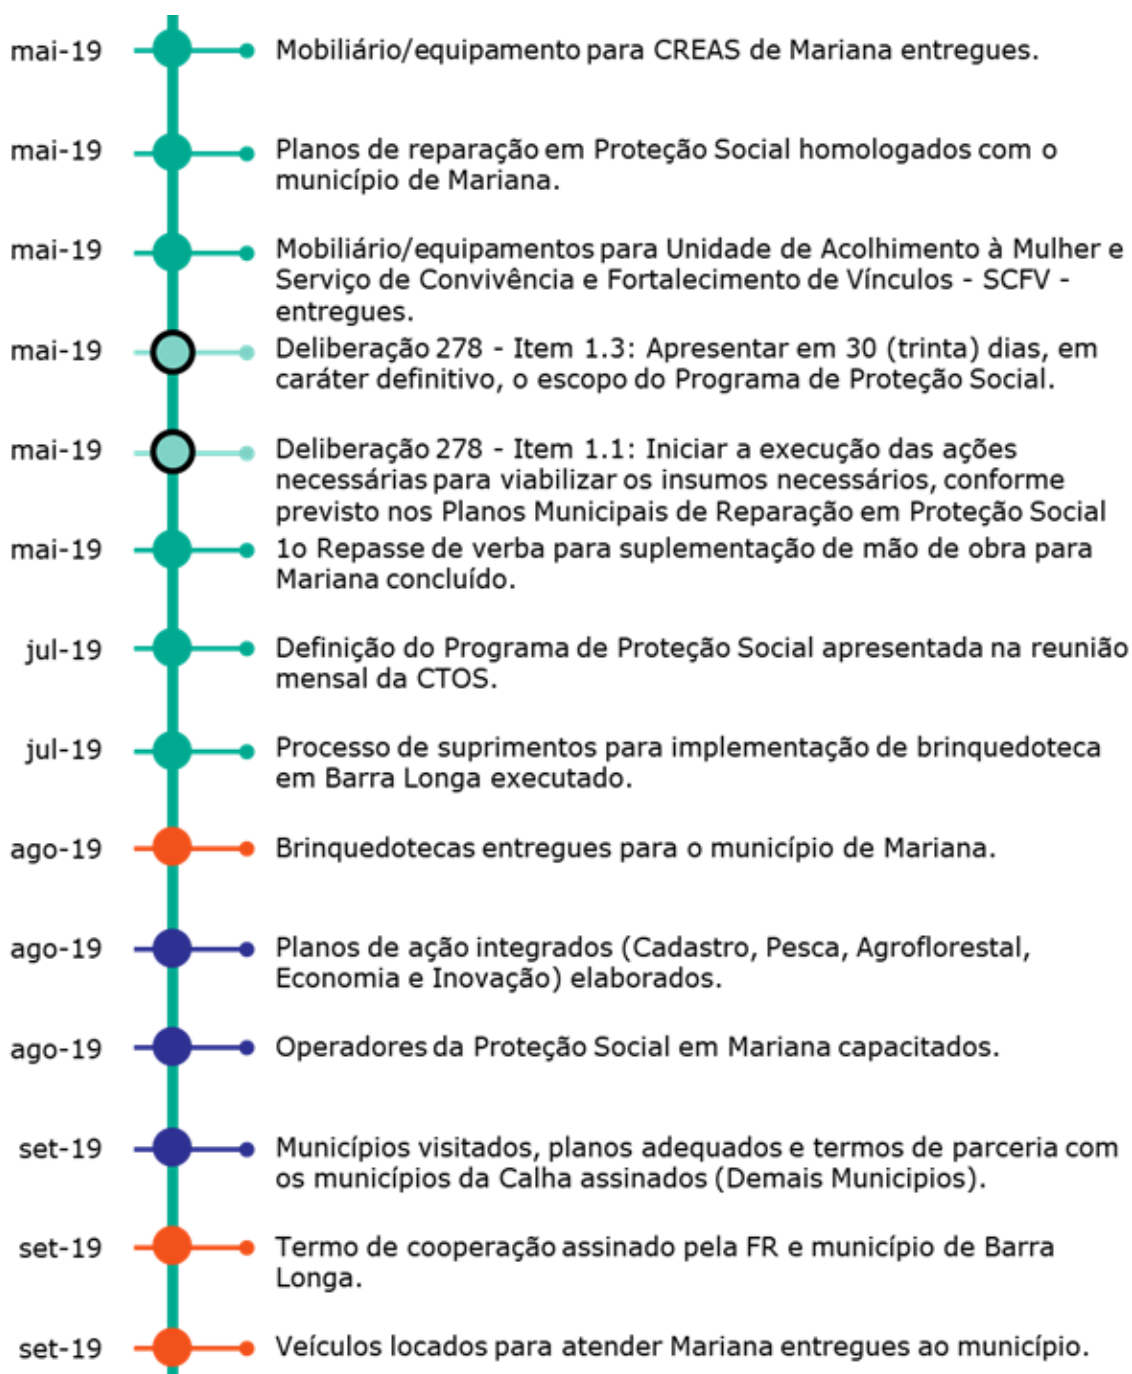 mai-19 Mobiliário/equipamento para CREAS de Mariana entregues.
mai-19 Planos de reparação em Proteção Social homologados com o
município de Mariana.
mai-19 Mobiliário/equipamentos para Unidade de Acolhimento à Mulher e
Serviço de Convivência e Fortalecimento de Vínculos - SCFV -
entregues.
mai-19 Deliberação 278 - Item 1.3: Apresentar em 30 (trinta) dias, em
caráter definitivo, o escopo do Programa de Proteção Social.
mai-19 Deliberação 278 - Item 1.1: Iniciar a execução das ações
necessárias para viabilizar os insumos necessários, conforme
previsto nos Planos Municipais de Reparação em Proteção Social
mai-19 1o Repasse de verba para suplementação de mão de obra para
Mariana concluído.
jul-19 Definição do Programa de Proteção Social apresentada na reunião
mensal da CTOS.
jul-19 Processo de suprimentos para implementação de brinquedoteca
em Barra Longa executado.
ago-19 Brinquedotecas entregues para o município de Mariana.
ago-19 Planos de ação integrados (Cadastro, Pesca, Agroflorestal,
Economia e Inovação) elaborados.
ago-19 Operadores da Proteção Social em Mariana capacitados.
set-19 Municípios visitados, planos adequados e termos de parceria com
os municípios da Calha assinados (Demais Municipios).
set-19 Termo de cooperação assinado pela FR e município de Barra
Longa.
set-19 Veículos locados para atender Mariana entregues ao município.